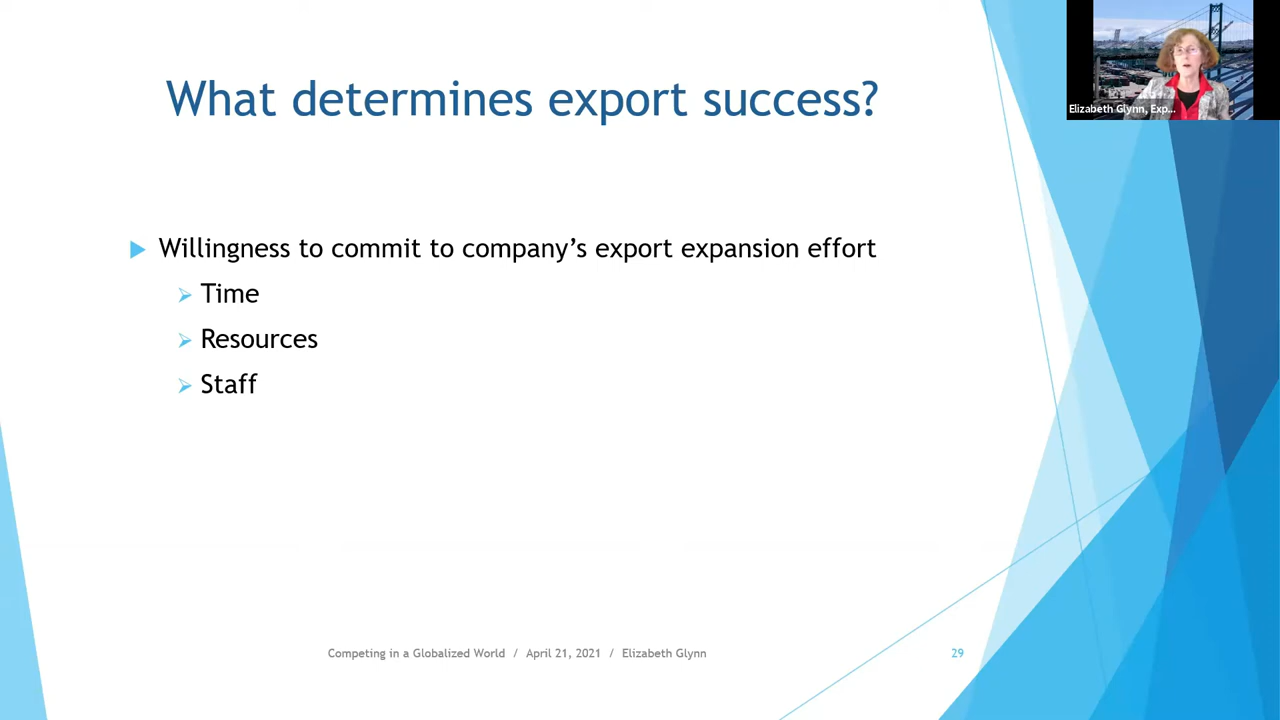 What determines export success?
Elizabeth Glynn, Exp...
Willingness to commit to company’s export expansion effort
Time
Resources
Staff
Competing in a Globalized World / April 21, 2021 / Elizabeth Glynn
29